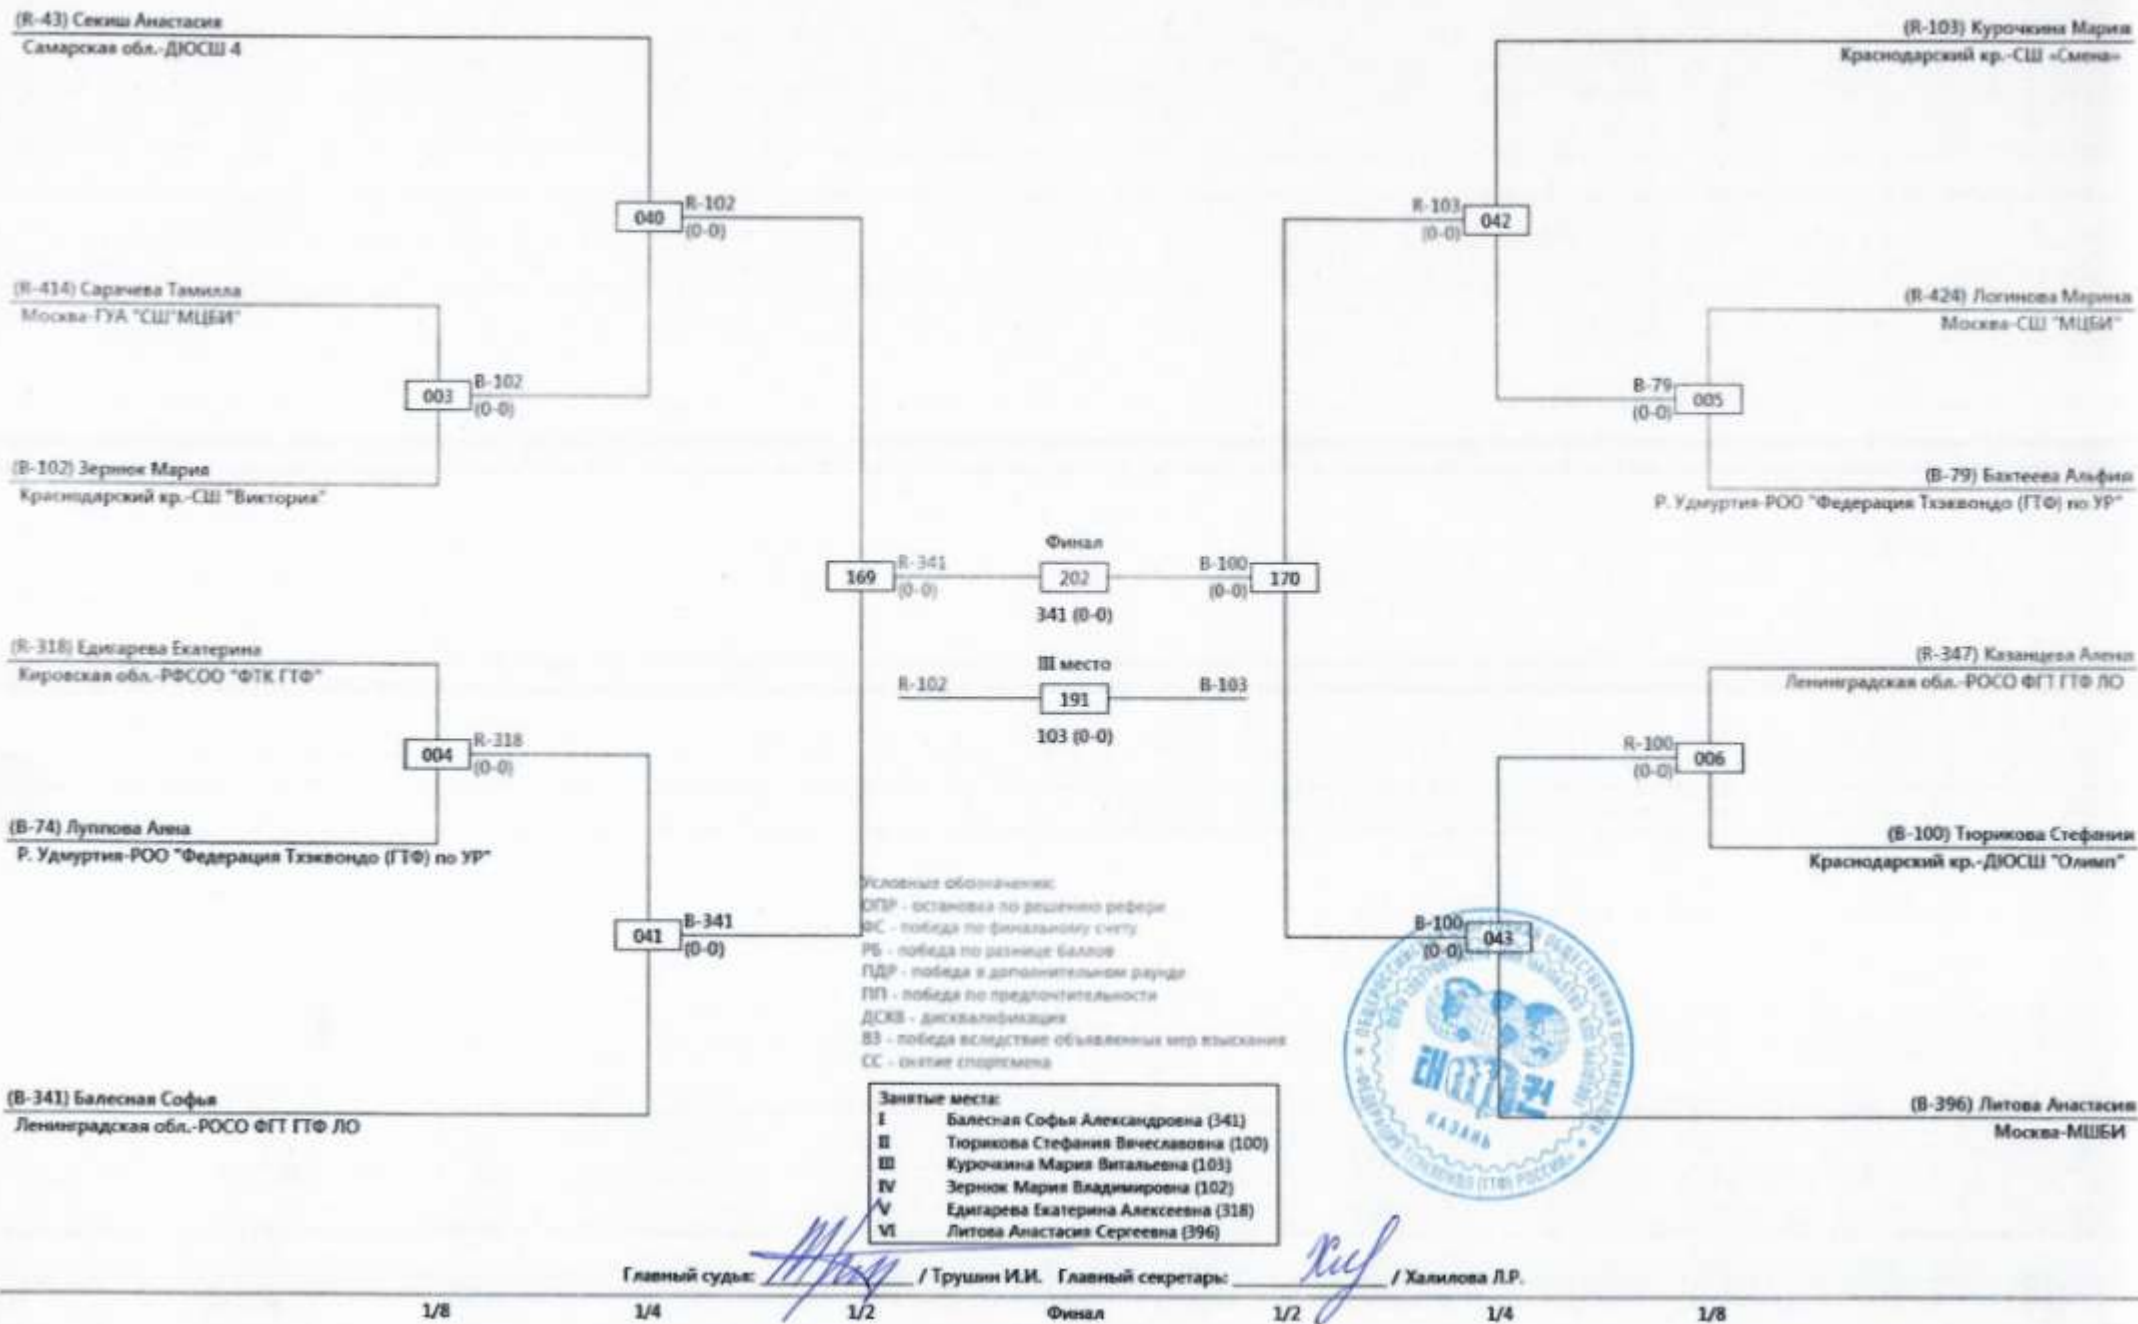 (R-43) Секиш Анастасия
Самарская обл.-ДЮСШ 4
(R-103) Курочкина Мария
Краснодарский кр.-СШ «Смена»
040
R-102
(0-0)
R-103
(0-0)
042
(R-414) Сарачева Тамилла
Москва-ГУА "СШ"МЦБИ"
(R-424) Логинова Марина
Москва-СШ "МЦБИ"
003
B-102
(0-0)
B-79
(0-0)
005
(B-102) Зернюк Мария
Краснодарский кр.-СШ "Виктория"
(B-79) Бахтеева Альфия
Р. Удмуртия-РОО "Федерация Тхэквондо (ГТФ) по УР"
Финал
169
R-341
(0-0)
202
B-100
(0-0)
170
341 (0-0)
(R-318) Едигарева Екатерина
Кировская обл.-РФСОО "ФТК ГТФ"
III место
R-102
191
B-103
103 (0-0)
(R-347) Казанцева Алена
Ленинградская обл.-РОСО ФГТ ГТФ ЛО
004
R-318
(0-0)
R-100
(0-0)
006
(B-74) Луппова Анна
Р. Удмуртия-РОО "Федерация Тхэквондо (ГТФ) по УР"
(B-100) Тюрикова Стефания
Краснодарский кр.-ДЮСШ "Олимп"
041
B-341
(0-0)
B-100
(0-0)
043
Условные обозначения:
ОПР - остановка по решению рефери
ФС - победа по финальному счету
РБ - победа по разнице баллов
ПДР - победа в дополнительном раунде
ПП - победа по предпочтительности
ДСКВ - дисквалификация
ВЗ - победа вследствие объявленных мер взыскания
СС - снятие спортсмена
КАЗАНЬ
(B-341) Балесная Софья
Ленинградская обл.-РОСО ФГТ ГТФ ЛО
(B-396) Литова Анастасия
Москва-МШБИ
Занятые места:
I Балесная Софья Александровна (341)
II Тюрикова Стефания Вячеславовна (100)
III Курочкина Мария Витальевна (103)
IV Зернюк Мария Владимировна (102)
V Едигарева Екатерина Алексеевна (318)
VI Литова Анастасия Сергеевна (396)
Главный судья: / Трушин И.И. Главный секретарь: / Халилова Л.Р.
1/8 1/4 1/2 Финал 1/2 1/4 1/8